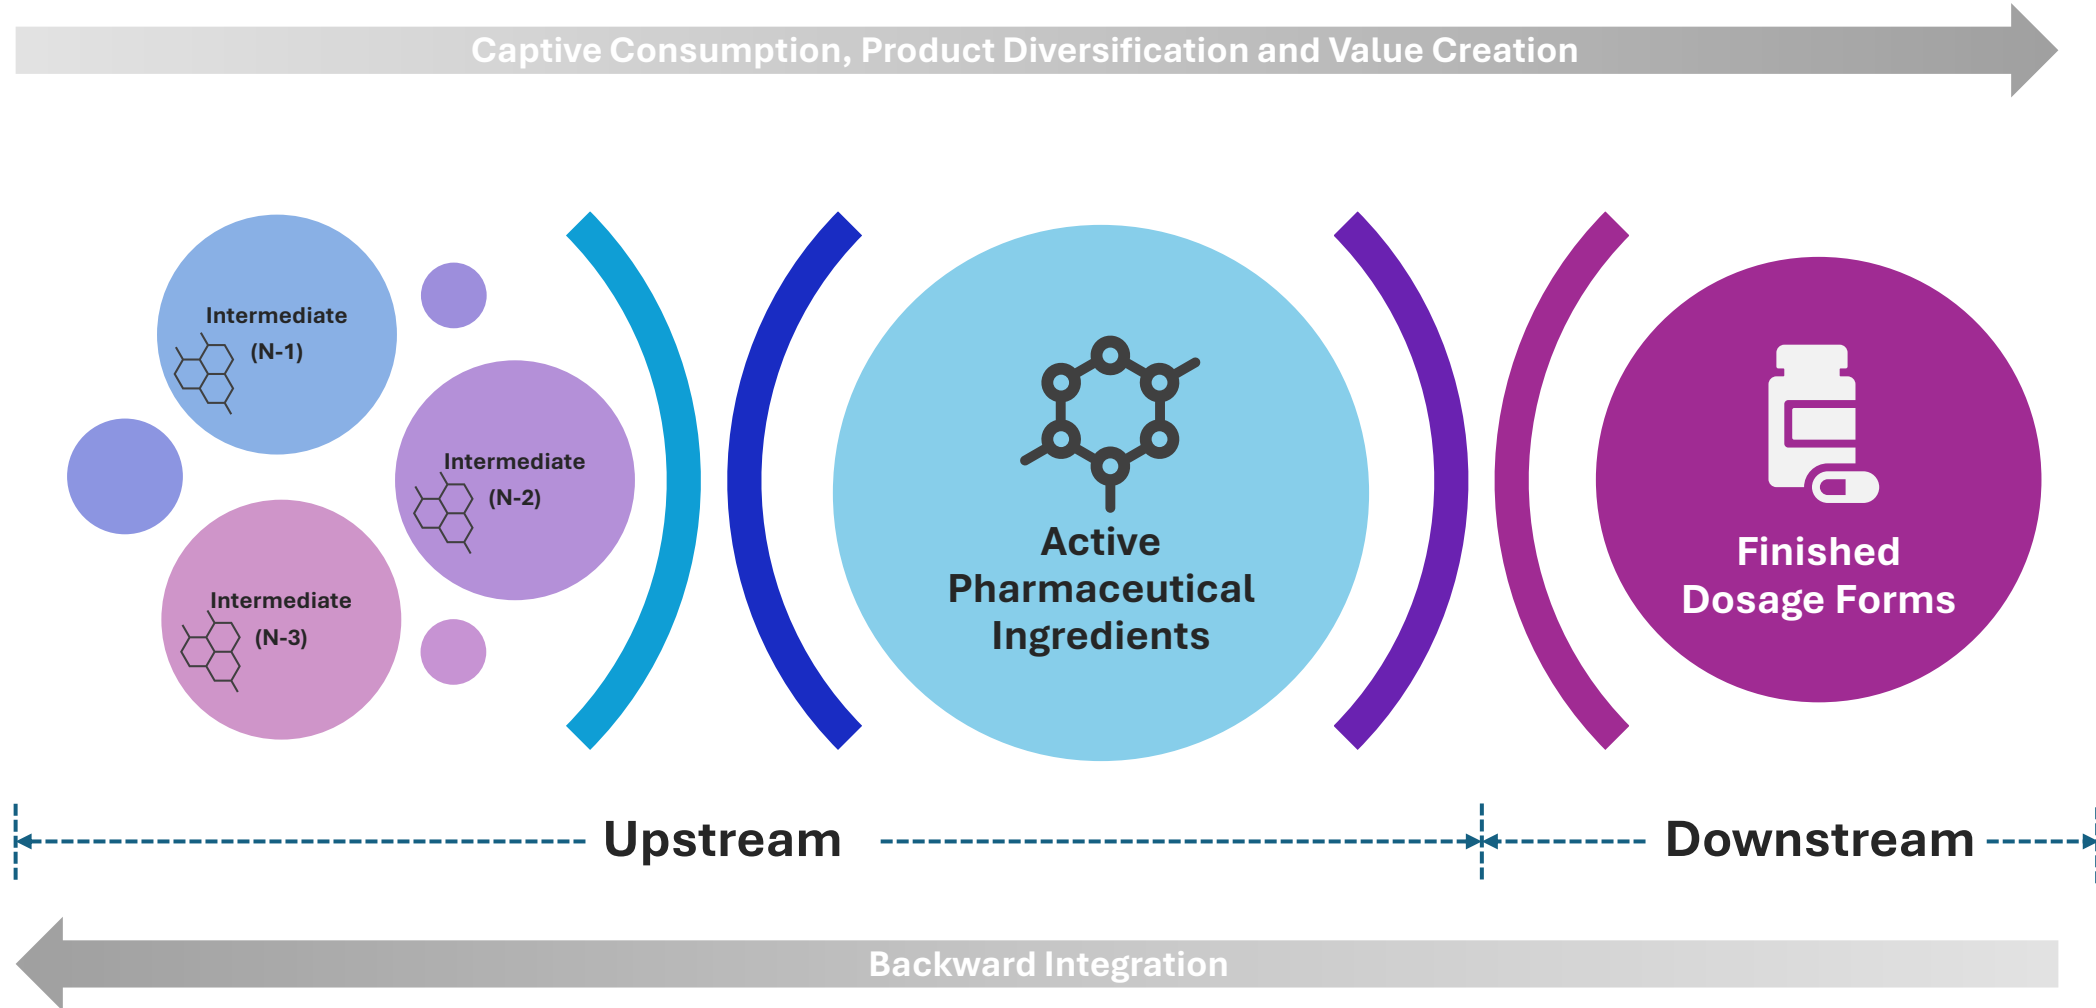 Captive Consumption, Product Diversification and Value Creation
Intermediate
(N-1)
Intermediate
(N-2)
Intermediate
(N-3)
Active
Pharmaceutical
Ingredients
Finished
Dosage Forms
Upstream
Downstream
Backward Integration